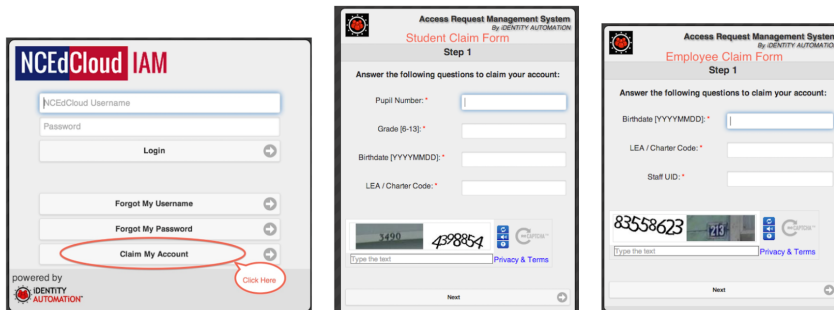 NCEdCloud IAM
NCEdCloud Username
Password
Login
Forgot My Username
Forgot My Password
Claim My Account
Click Here
powered by
IDENTITY
AUTOMATION™
Access Request Management System
By IDENTITY AUTOMATION
Student Claim Form
Step 1
Answer the following questions to claim your account:
Pupil Number: *
Grade [6-13]: *
Birthdate [YYYYMMDD]: *
LEA / Charter Code: *
3490 4398854
Type the text
Privacy & Terms
Next
Access Request Management System
By IDENTITY AUTOMATION
Employee Claim Form
Step 1
Answer the following questions to claim your account:
Birthdate [YYYYMMDD]: *
LEA / Charter Code: *
Staff UID: *
83558623 213
Type the text
Privacy & Terms
Next